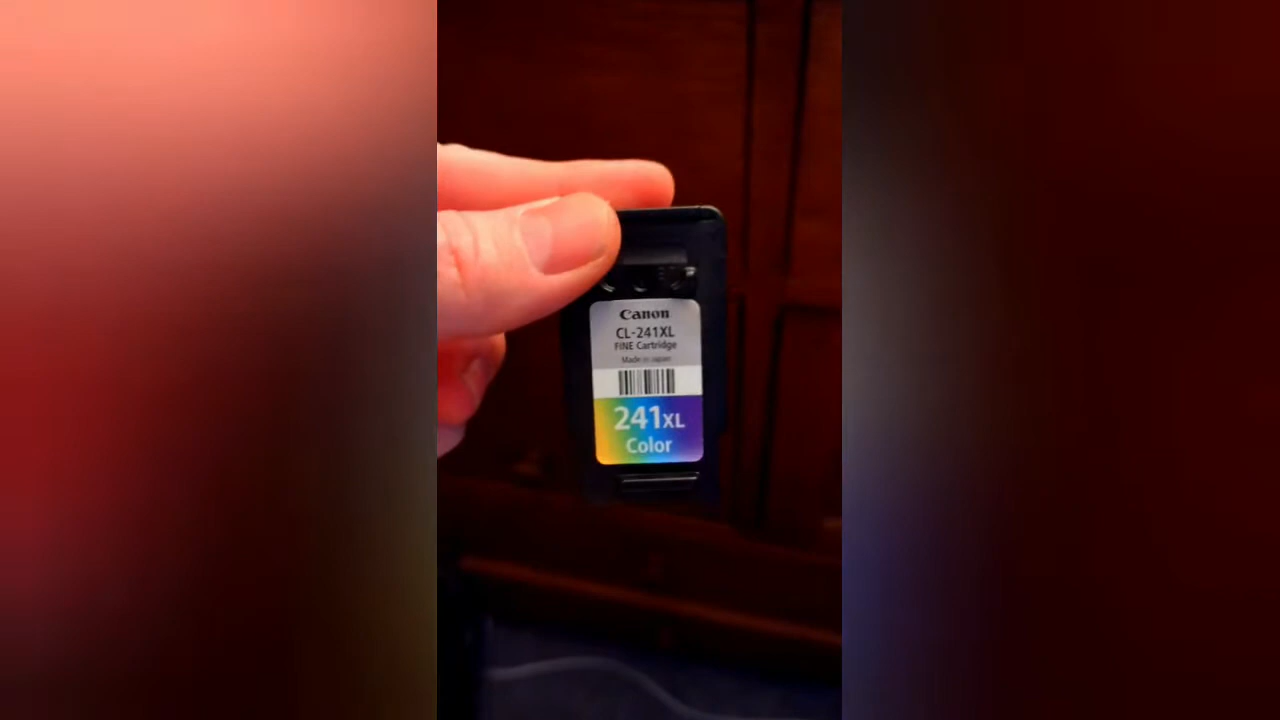 Canon
CL-241XL
FINE Cartridge
Made in Japan
241XL
Color